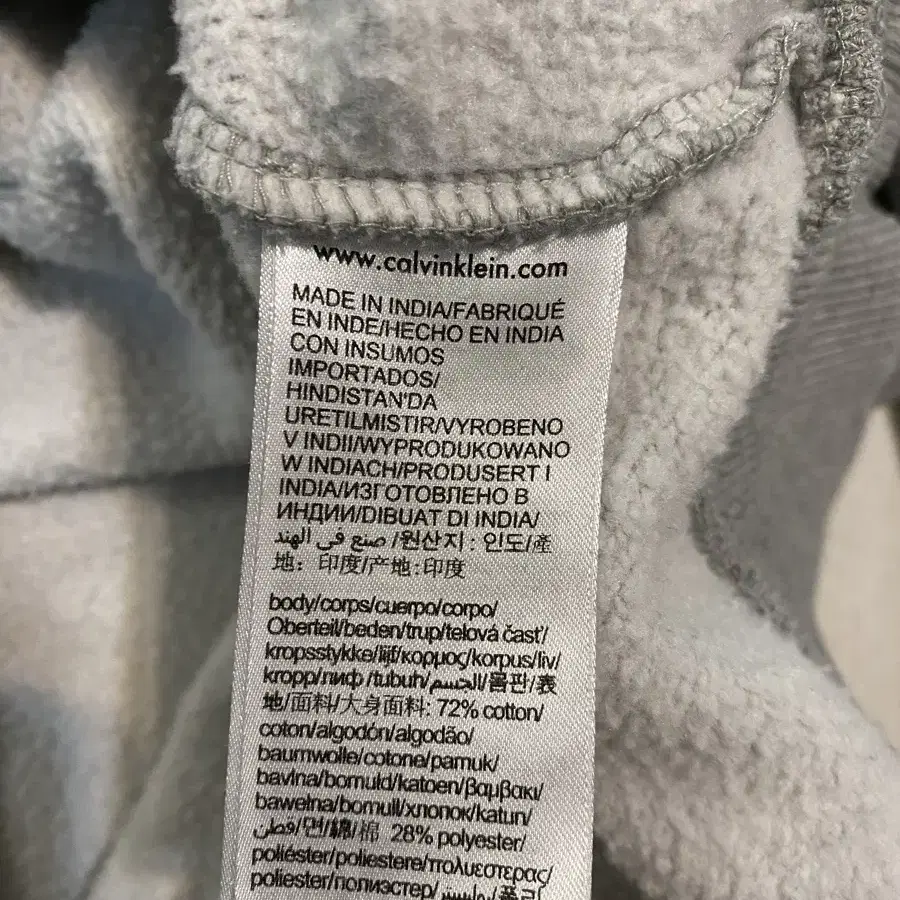 www.calvinklein.com
MADE IN INDIA/FABRIQUÉ
EN INDE/HECHO EN INDIA
CON INSUMOS
IMPORTADOS/
HINDISTAN'DA
URETILMISTIR/VYROBENO
V INDII/WYPRODUKOWANO
W INDIACH/PRODUSERT I
INDIA/ИЗГОТОВЛЕНО В
ИНДИИ/DIBUAT DI INDIA/
صنع في الهند /원산지 : 인도/產
地: 印度/产地:印度
body/corps/cuerpo/corpo/
Oberteil/beden/trup/telová časť/
kropsstykke/lijf/κορμος/korpus/liv/
kropp/лиф /tubuh/الجسم/몸판/表
地/面料/大身面料: 72% cotton/
coton/algodón/algodão/
baumwolle/cotone/pamuk/
bavlna/bomuld/katoen/βαμβακι/
bawełna/bomull/хлопок/katun/
قطن/면/綿/棉 28% polyester/
poliéster/poliestere/πολυεστερας/
poliester/полиэстер/بوليستر/폴리